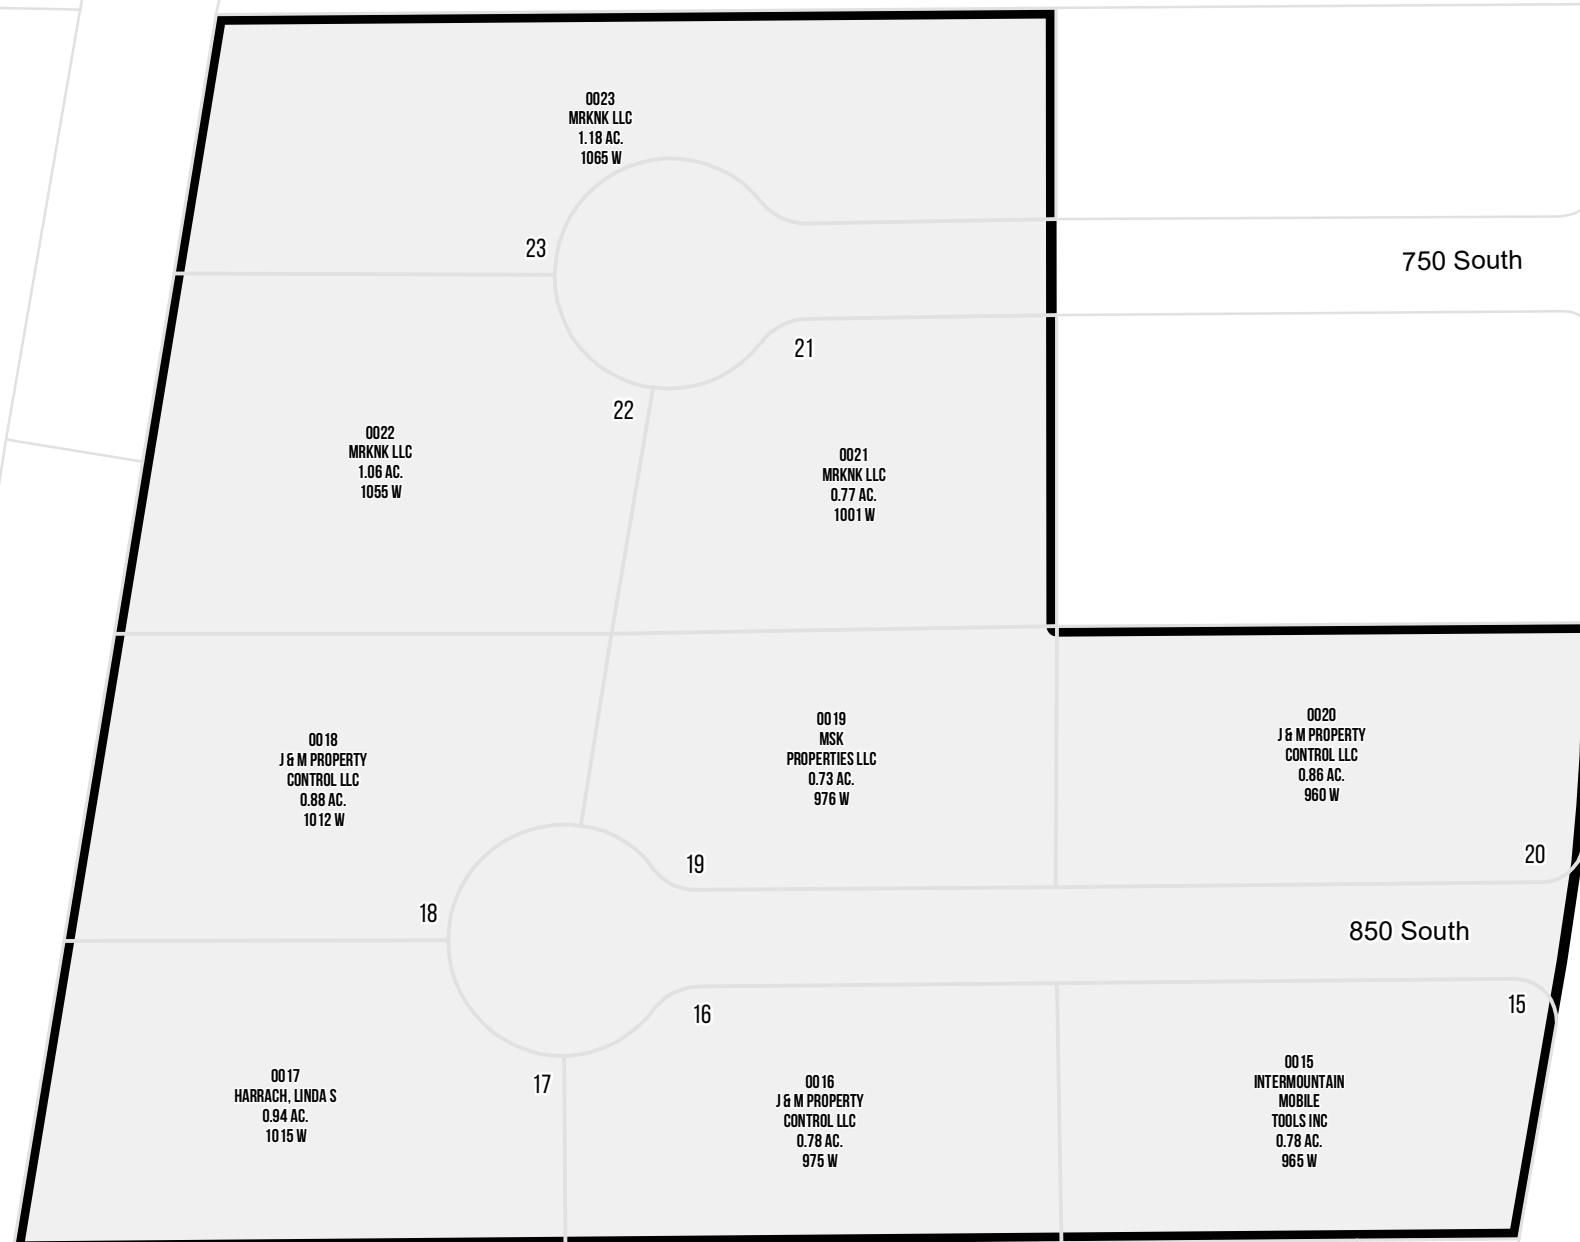 0023
MRKNK LLC
1.18 AC.
1065 W
23
750 South
21
22
0022
MRKNK LLC
1.06 AC.
1055 W
0021
MRKNK LLC
0.77 AC.
1001 W
0018
J & M PROPERTY
CONTROL LLC
0.88 AC.
1012 W
0019
MSK
PROPERTIES LLC
0.73 AC.
976 W
0020
J & M PROPERTY
CONTROL LLC
0.86 AC.
960 W
19
20
18
850 South
16
15
17
0017
HARRACH, LINDA S
0.94 AC.
1015 W
0016
J & M PROPERTY
CONTROL LLC
0.78 AC.
975 W
0015
INTERMOUNTAIN
MOBILE
TOOLS INC
0.78 AC.
965 W